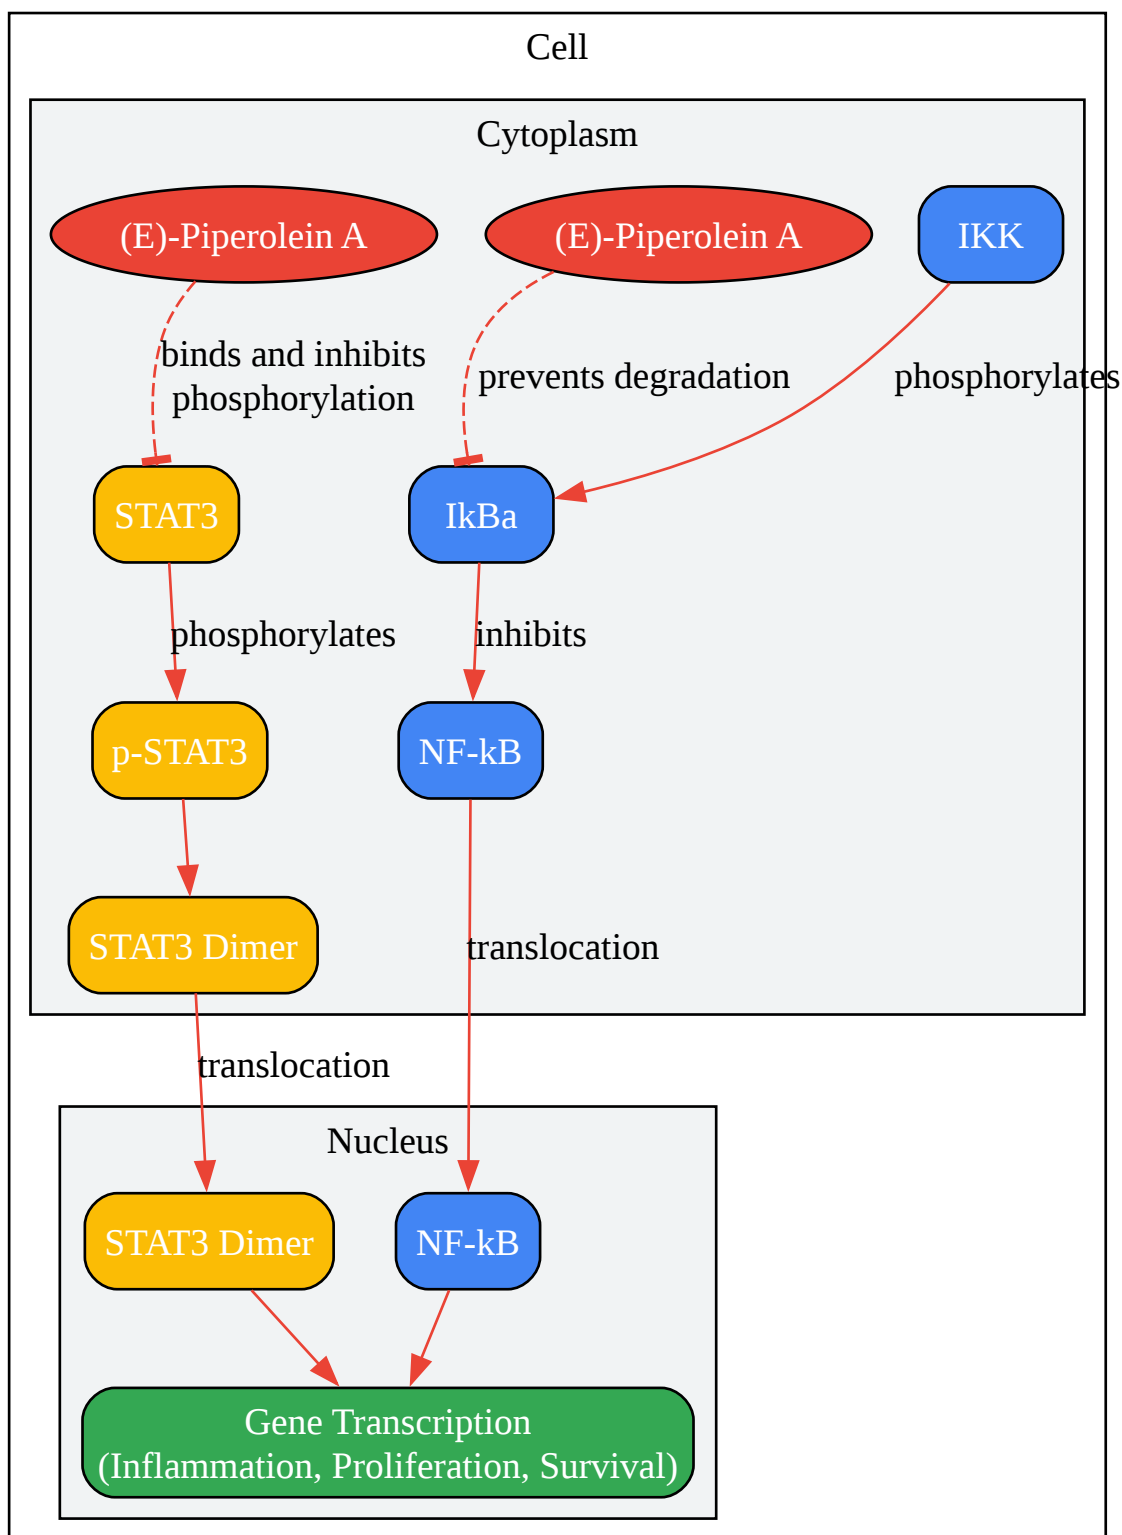 Cell
Cytoplasm
(E)-Piperolein A
(E)-Piperolein A
IKK
binds and inhibits
phosphorylation
prevents degradation
phosphorylates
STAT3
IkBa
phosphorylates
inhibits
p-STAT3
NF-kB
STAT3 Dimer
translocation
translocation
Nucleus
STAT3 Dimer
NF-kB
Gene Transcription
(Inflammation, Proliferation, Survival)